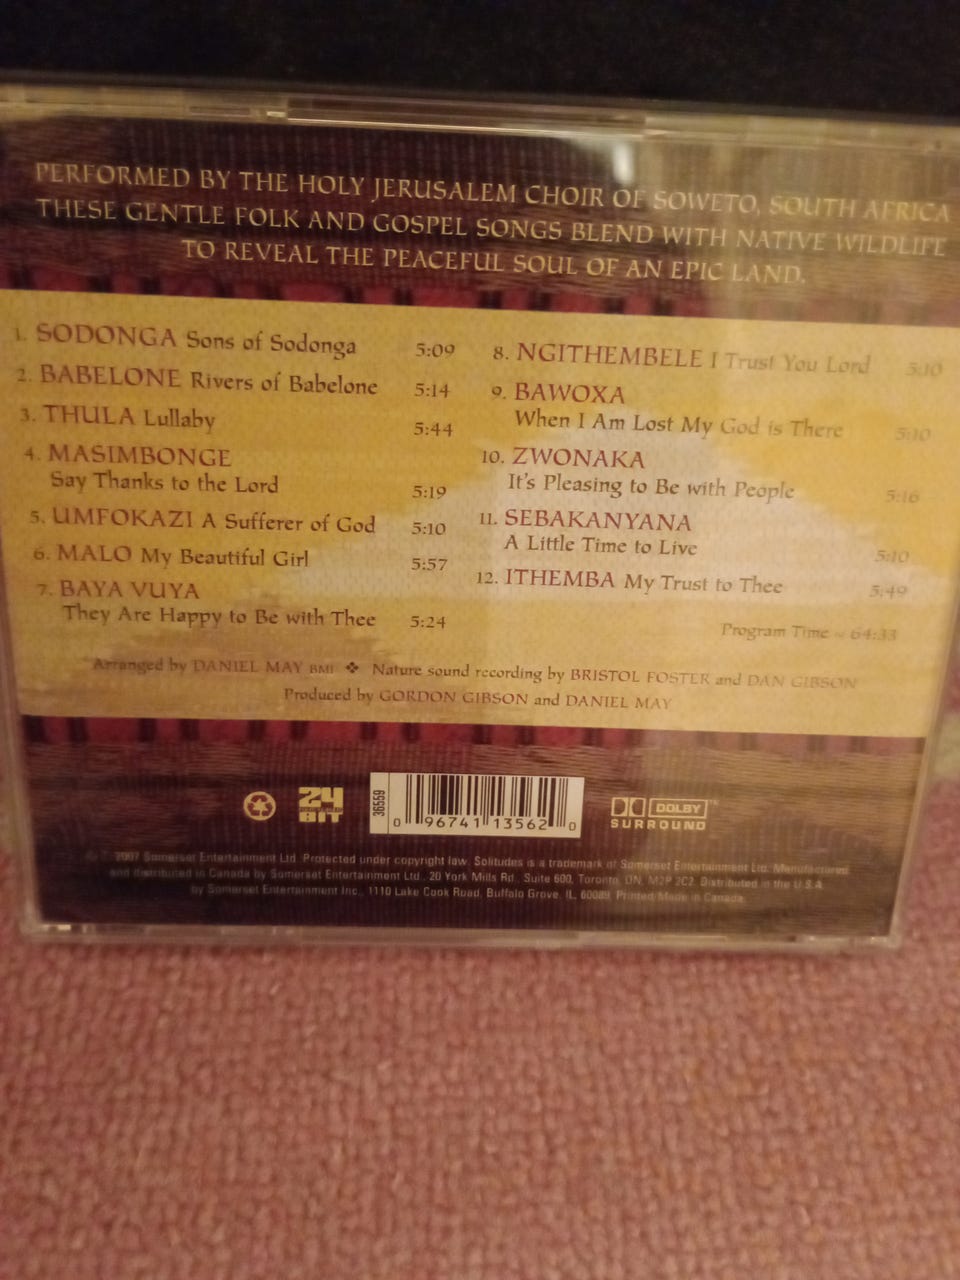 PERFORMED BY THE HOLY JERUSALEM CHOIR OF SOWETO, SOUTH AFRICA
THESE GENTLE FOLK AND GOSPEL SONGS BLEND WITH NATIVE WILDLIFE
TO REVEAL THE PEACEFUL SOUL OF AN EPIC LAND.
1. SODONGA Sons of Sodonga 5:09
2. BABELONE Rivers of Babelone 5:14
3. THULA Lullaby 5:44
4. MASIMBONGE
Say Thanks to the Lord 5:19
5. UMFOKAZI A Sufferer of God 5:10
6. MALO My Beautiful Girl 5:57
7. BAYA VUYA
They Are Happy to Be with Thee 5:24
8. NGITHEMBELE I Trust You Lord 5:10
9. BAWOXA
When I Am Lost My God is There 5:10
10. ZWONAKA
It's Pleasing to Be with People 5:16
11. SEBAKANYANA
A Little Time to Live 5:10
12. ITHEMBA My Trust to Thee 5:49
Program Time ~ 64:33
Arranged by DANIEL MAY BMI ❖ Nature sound recording by BRISTOL FOSTER and DAN GIBSON
Produced by GORDON GIBSON and DANIEL MAY
24
BIT
36559
0 96741 13562 0
DOLBY
SURROUND
2007 Somerset Entertainment Ltd. Protected under copyright law. Solitudes is a trademark of Somerset Entertainment Ltd. Manufactured
and distributed in Canada by Somerset Entertainment Ltd., 20 York Mills Rd., Suite 600, Toronto, ON, M2P 2C2. Distributed in the U.S.A.
by Somerset Entertainment Inc., 1110 Lake Cook Road, Buffalo Grove, IL, 60089. Printed/Made in Canada.